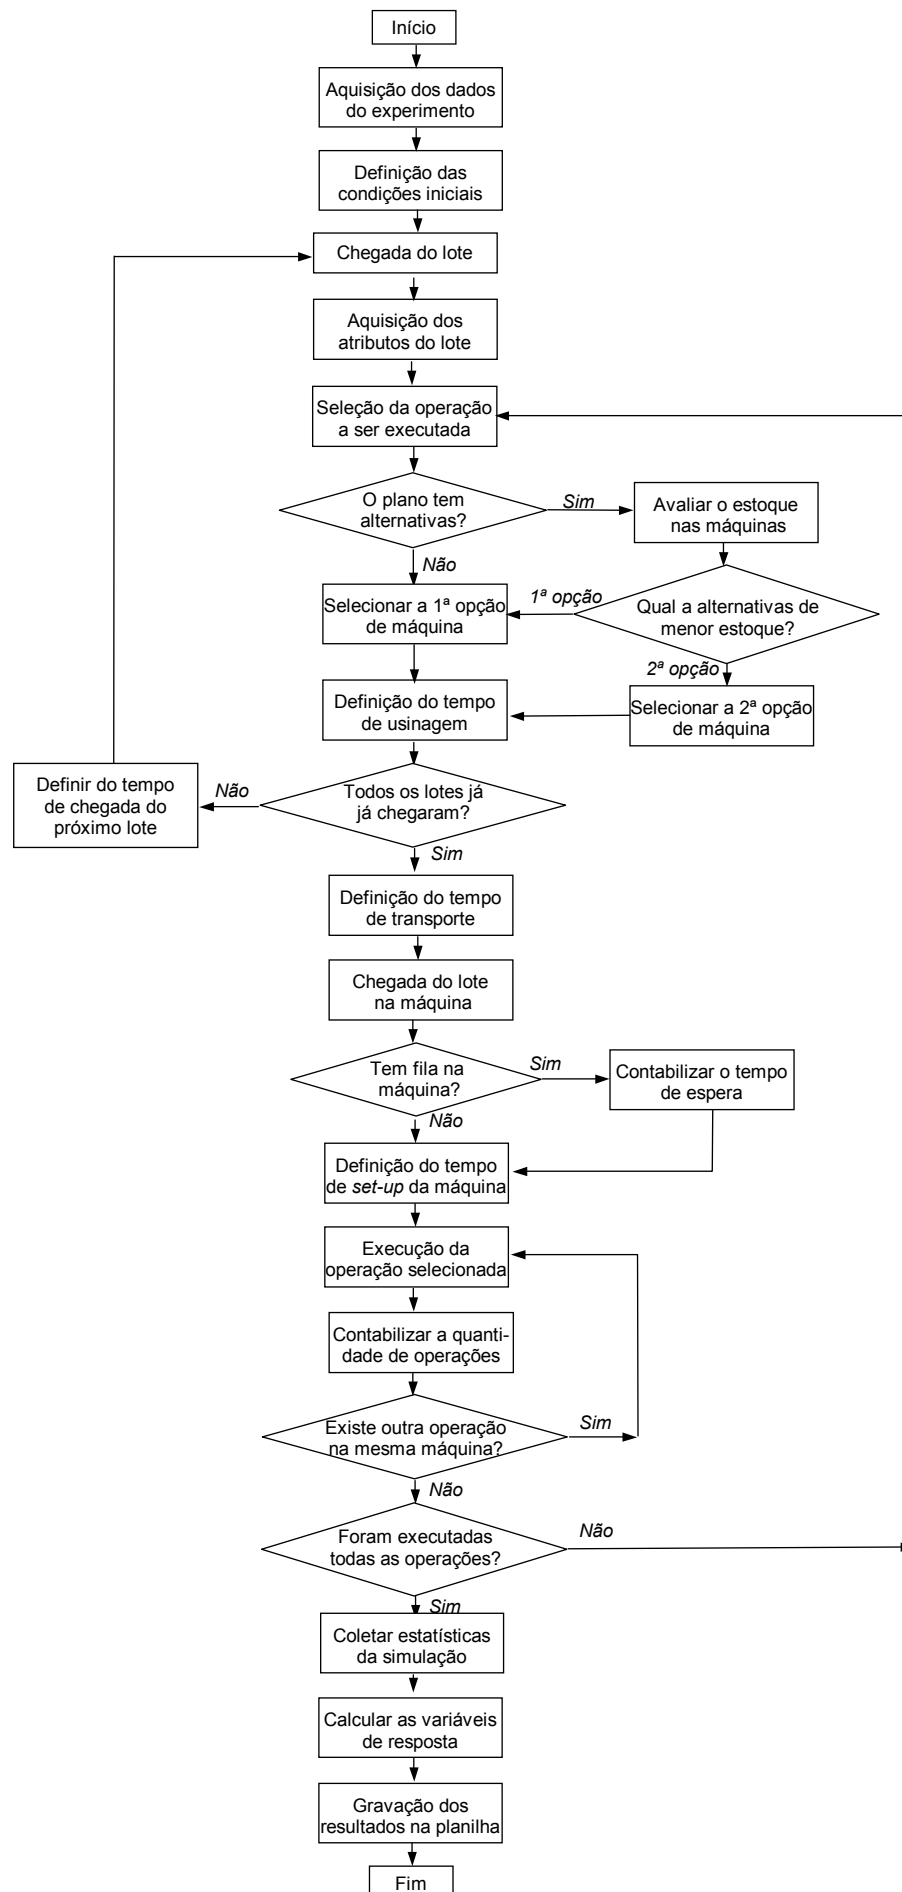 Início
Aquisição dos dados
do experimento
Definição das
condições iniciais
Chegada do lote
Aquisição dos
atributos do lote
Seleção da operação
a ser executada
O plano tem
alternativas?
Sim
Avaliar o estoque
nas máquinas
Não
Selecionar a 1ª opção
de máquina
1ª opção
Qual a alternativas de
menor estoque?
2ª opção
Selecionar a 2ª opção
de máquina
Definição do tempo
de usinagem
Todos os lotes já
já chegaram?
Não
Definir do tempo
de chegada do
próximo lote
Sim
Definição do tempo
de transporte
Chegada do lote
na máquina
Tem fila na
máquina?
Sim
Contabilizar o tempo
de espera
Não
Definição do tempo
de set-up da máquina
Execução da
operação selecionada
Contabilizar a quanti-
dade de operações
Existe outra operação
na mesma máquina?
Sim
Não
Foram executadas
todas as operações?
Não
Sim
Coletar estatísticas
da simulação
Calcular as variáveis
de resposta
Gravação dos
resultados na planilha
Fim